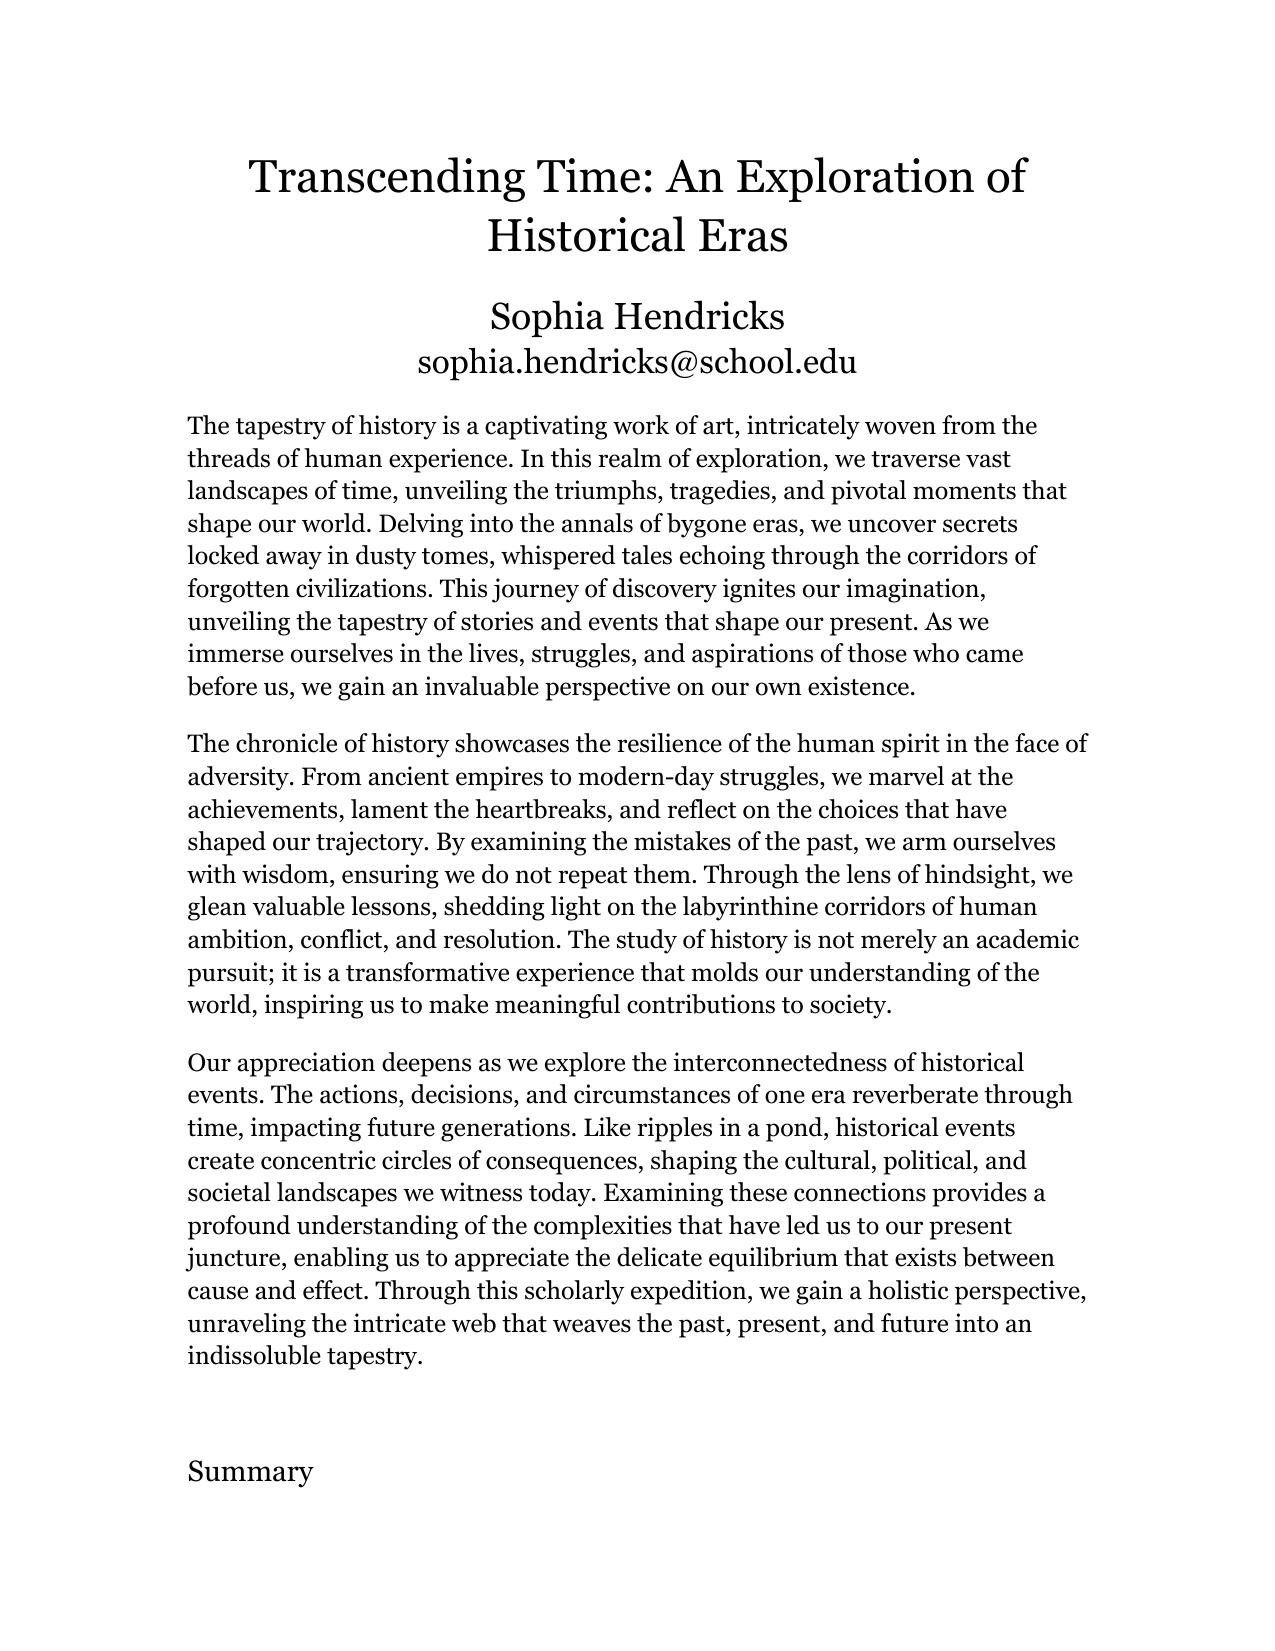 Transcending Time: An Exploration of
Historical Eras
Sophia Hendricks
sophia.hendricks@school.edu
The tapestry of history is a captivating work of art, intricately woven from the
threads of human experience. In this realm of exploration, we traverse vast
landscapes of time, unveiling the triumphs, tragedies, and pivotal moments that
shape our world. Delving into the annals of bygone eras, we uncover secrets
locked away in dusty tomes, whispered tales echoing through the corridors of
forgotten civilizations. This journey of discovery ignites our imagination,
unveiling the tapestry of stories and events that shape our present. As we
immerse ourselves in the lives, struggles, and aspirations of those who came
before us, we gain an invaluable perspective on our own existence.
The chronicle of history showcases the resilience of the human spirit in the face of
adversity. From ancient empires to modern-day struggles, we marvel at the
achievements, lament the heartbreaks, and reflect on the choices that have
shaped our trajectory. By examining the mistakes of the past, we arm ourselves
with wisdom, ensuring we do not repeat them. Through the lens of hindsight, we
glean valuable lessons, shedding light on the labyrinthine corridors of human
ambition, conflict, and resolution. The study of history is not merely an academic
pursuit; it is a transformative experience that molds our understanding of the
world, inspiring us to make meaningful contributions to society.
Our appreciation deepens as we explore the interconnectedness of historical
events. The actions, decisions, and circumstances of one era reverberate through
time, impacting future generations. Like ripples in a pond, historical events
create concentric circles of consequences, shaping the cultural, political, and
societal landscapes we witness today. Examining these connections provides a
profound understanding of the complexities that have led us to our present
juncture, enabling us to appreciate the delicate equilibrium that exists between
cause and effect. Through this scholarly expedition, we gain a holistic perspective,
unraveling the intricate web that weaves the past, present, and future into an
indissoluble tapestry.
Summary